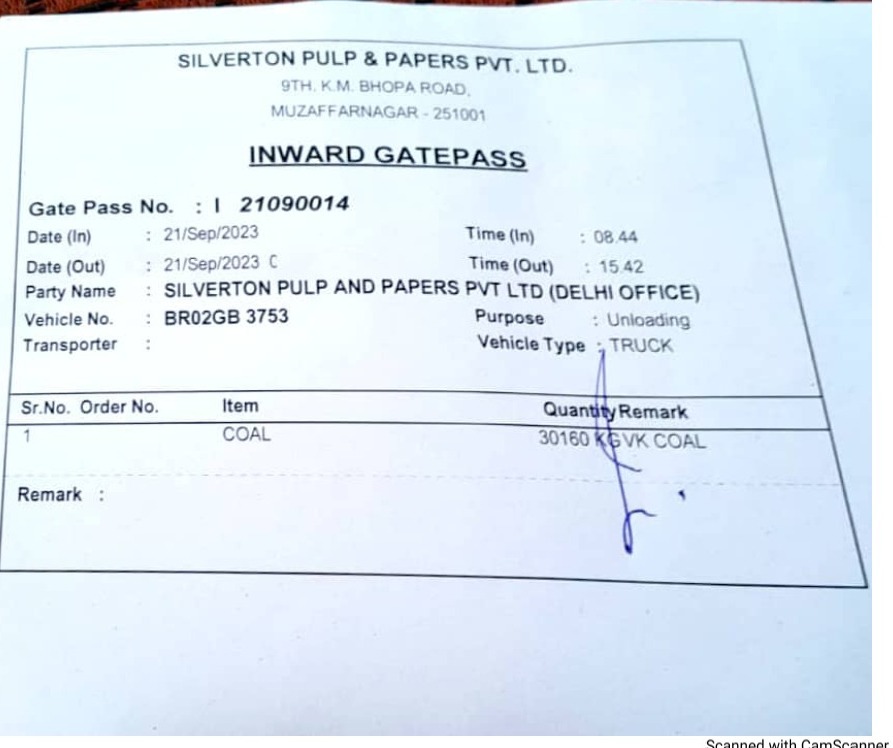 SILVERTON PULP & PAPERS PVT. LTD.
9TH. K.M. BHOPA ROAD,
MUZAFFARNAGAR - 251001
INWARD GATEPASS
Gate Pass No. : I 21090014
Date (In) : 21/Sep/2023 Time (In) : 08.44
Date (Out) : 21/Sep/2023 0 Time (Out) : 15.42
Party Name : SILVERTON PULP AND PAPERS PVT LTD (DELHI OFFICE)
Vehicle No. : BR02GB 3753 Purpose : Unloading
Transporter : Vehicle Type : TRUCK
Sr.No. Order No. Item Quantity Remark
1 COAL 30160 KG VK COAL
Remark :
Scanned with CamScanner